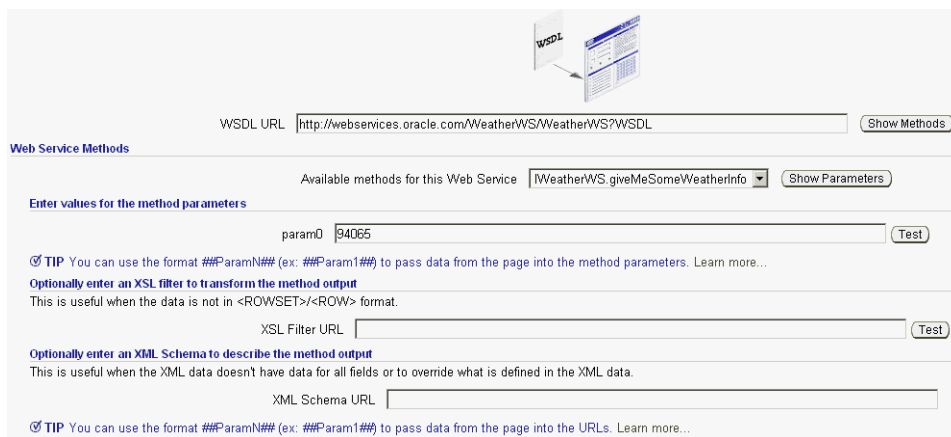 WSDL
WSDL URL http://webservices.oracle.com/WeatherWS/WeatherWS?WSDL Show Methods
Web Service Methods
Available methods for this Web Service IWeatherWS.giveMeSomeWeatherInfo Show Parameters
Enter values for the method parameters
param0 94065 Test
TIP You can use the format ##ParamN## (ex: ##Param1##) to pass data from the page into the method parameters. Learn more...
Optionally enter an XSL filter to transform the method output
This is useful when the data is not in <ROWSET>/<ROW> format.
XSL Filter URL Test
Optionally enter an XML Schema to describe the method output
This is useful when the XML data doesn't have data for all fields or to override what is defined in the XML data.
XML Schema URL
TIP You can use the format ##ParamN## (ex: ##Param1##) to pass data from the page into the URLs. Learn more...